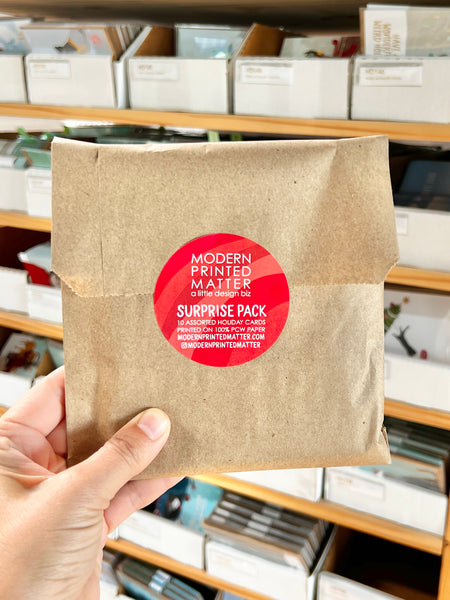 MODERN
PRINTED
MATTER
a little design biz
SURPRISE PACK
10 ASSORTED HOLIDAY CARDS
PRINTED ON 100% PCW PAPER
MODERNPRINTEDMATTER.COM
@MODERNPRINTEDMATTER